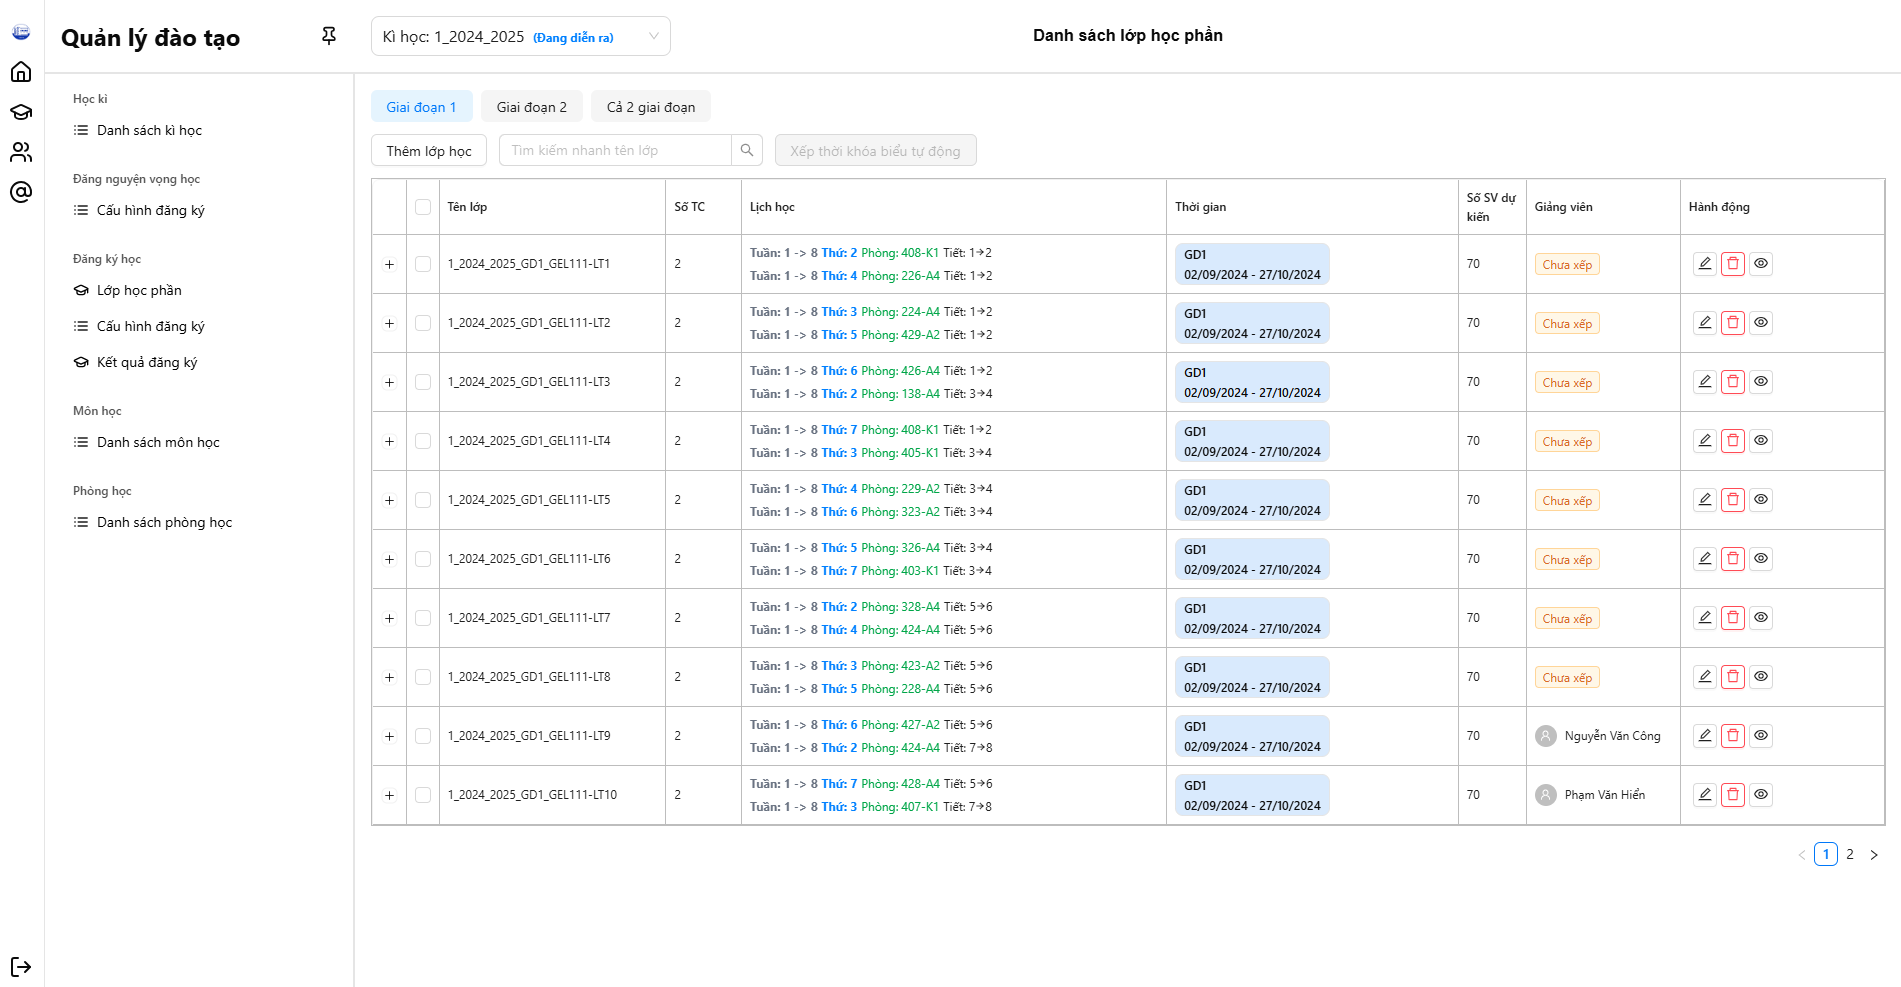 Quản lý đào tạo
Kì học: 1_2024_2025 (Đang diễn ra)
Danh sách lớp học phần
Học kì
Danh sách kì học
Đăng nguyện vọng học
Cấu hình đăng ký
Đăng ký học
Lớp học phần
Cấu hình đăng ký
Kết quả đăng ký
Môn học
Danh sách môn học
Phòng học
Danh sách phòng học
Giai đoạn 1 Giai đoạn 2 Cả 2 giai đoạn
Thêm lớp học Tìm kiếm nhanh tên lớp Xếp thời khóa biểu tự động
Tên lớp Số TC Lịch học Thời gian Số SV dự kiến Giảng viên Hành động
1_2024_2025_GD1_GEL111-LT1 2
Tuần: 1 -> 8 Thứ: 2 Phòng: 408-K1 Tiết: 1→2
Tuần: 1 -> 8 Thứ: 4 Phòng: 226-A4 Tiết: 1→2
GD1
02/09/2024 - 27/10/2024
70 Chưa xếp
1_2024_2025_GD1_GEL111-LT2 2
Tuần: 1 -> 8 Thứ: 3 Phòng: 224-A4 Tiết: 1→2
Tuần: 1 -> 8 Thứ: 5 Phòng: 429-A2 Tiết: 1→2
GD1
02/09/2024 - 27/10/2024
70 Chưa xếp
1_2024_2025_GD1_GEL111-LT3 2
Tuần: 1 -> 8 Thứ: 6 Phòng: 426-A4 Tiết: 1→2
Tuần: 1 -> 8 Thứ: 2 Phòng: 138-A4 Tiết: 3→4
GD1
02/09/2024 - 27/10/2024
70 Chưa xếp
1_2024_2025_GD1_GEL111-LT4 2
Tuần: 1 -> 8 Thứ: 7 Phòng: 408-K1 Tiết: 1→2
Tuần: 1 -> 8 Thứ: 3 Phòng: 405-K1 Tiết: 3→4
GD1
02/09/2024 - 27/10/2024
70 Chưa xếp
1_2024_2025_GD1_GEL111-LT5 2
Tuần: 1 -> 8 Thứ: 4 Phòng: 229-A2 Tiết: 3→4
Tuần: 1 -> 8 Thứ: 6 Phòng: 323-A2 Tiết: 3→4
GD1
02/09/2024 - 27/10/2024
70 Chưa xếp
1_2024_2025_GD1_GEL111-LT6 2
Tuần: 1 -> 8 Thứ: 5 Phòng: 326-A4 Tiết: 3→4
Tuần: 1 -> 8 Thứ: 7 Phòng: 403-K1 Tiết: 3→4
GD1
02/09/2024 - 27/10/2024
70 Chưa xếp
1_2024_2025_GD1_GEL111-LT7 2
Tuần: 1 -> 8 Thứ: 2 Phòng: 328-A4 Tiết: 5→6
Tuần: 1 -> 8 Thứ: 4 Phòng: 424-A4 Tiết: 5→6
GD1
02/09/2024 - 27/10/2024
70 Chưa xếp
1_2024_2025_GD1_GEL111-LT8 2
Tuần: 1 -> 8 Thứ: 3 Phòng: 423-A2 Tiết: 5→6
Tuần: 1 -> 8 Thứ: 5 Phòng: 228-A4 Tiết: 5→6
GD1
02/09/2024 - 27/10/2024
70 Chưa xếp
1_2024_2025_GD1_GEL111-LT9 2
Tuần: 1 -> 8 Thứ: 6 Phòng: 427-A2 Tiết: 5→6
Tuần: 1 -> 8 Thứ: 2 Phòng: 424-A4 Tiết: 7→8
GD1
02/09/2024 - 27/10/2024
70 Nguyễn Văn Công
1_2024_2025_GD1_GEL111-LT10 2
Tuần: 1 -> 8 Thứ: 7 Phòng: 428-A4 Tiết: 5→6
Tuần: 1 -> 8 Thứ: 3 Phòng: 407-K1 Tiết: 7→8
GD1
02/09/2024 - 27/10/2024
70 Phạm Văn Hiển
1 2